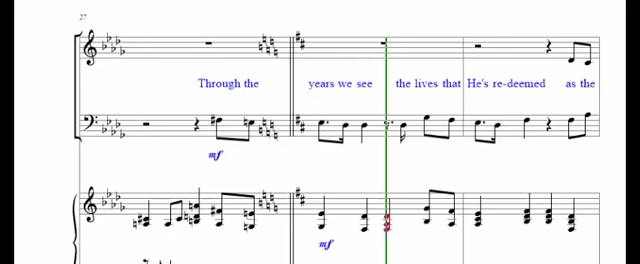 27
Through the years we see the lives that He's re-deemed as the
mf
mf